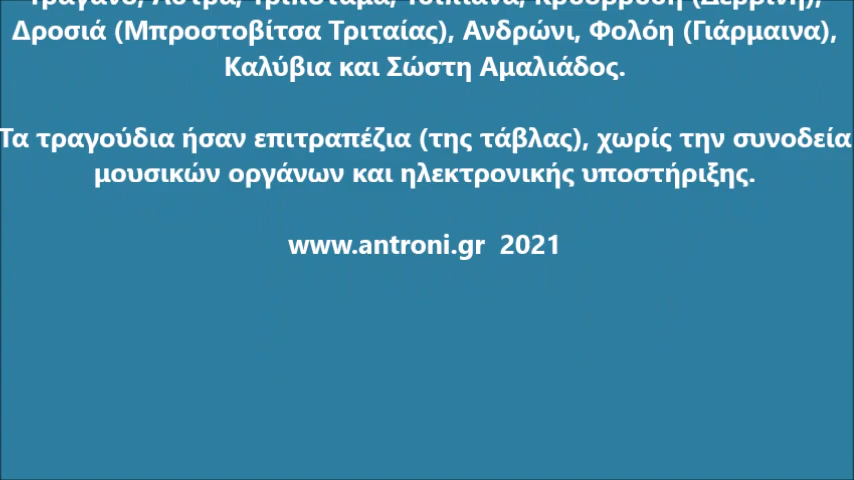 Δροσιά (Μπροστοβίτσα Τριταίας), Ανδρώνι, Φολόη (Γιάρμαινα),
Καλύβια και Σώστη Αμαλιάδος.
Τα τραγούδια ήσαν επιτραπέζια (της τάβλας), χωρίς την συνοδεία
μουσικών οργάνων και ηλεκτρονικής υποστήριξης.
www.antroni.gr 2021